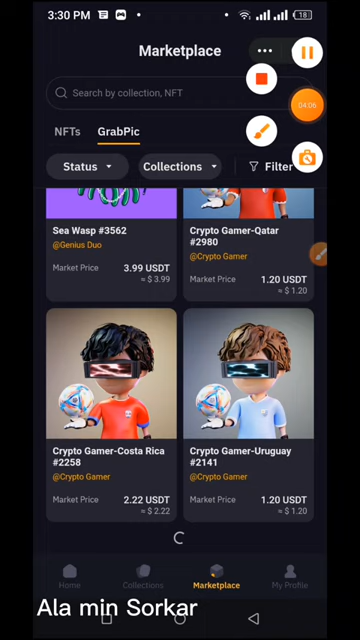 3:30 PM
18
Marketplace
04:06
Search by collection, NFT
NFTs GrabPic
Status Collections Filter
Sea Wasp #3562
@Genius Duo
Market Price 3.99 USDT
≈ $ 3.99
Crypto Gamer-Qatar
#2980
@Crypto Gamer
Market Price 1.20 USDT
≈ $ 1.20
Crypto Gamer-Costa Rica
#2258
@Crypto Gamer
Market Price 2.22 USDT
≈ $ 2.22
Crypto Gamer-Uruguay
#2141
@Crypto Gamer
Market Price 1.20 USDT
≈ $ 1.20
Home Collections Marketplace My Profile
Ala min Sorkar